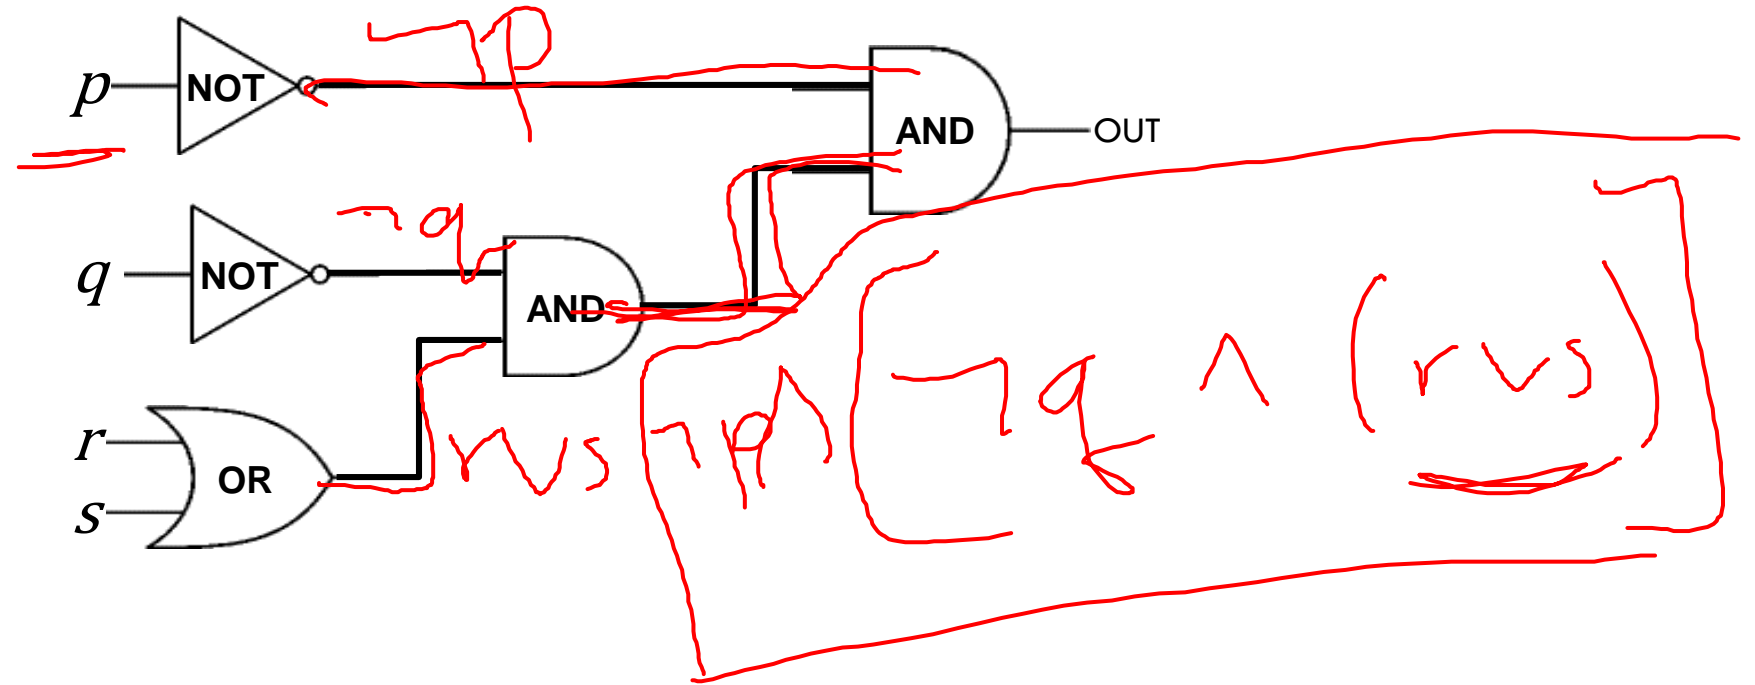 ¬p
p NOT
AND OUT
¬q
q NOT
AND
¬p ∧ [¬q ∧ (r ∨ s)]
r
OR
r ∨ s
s